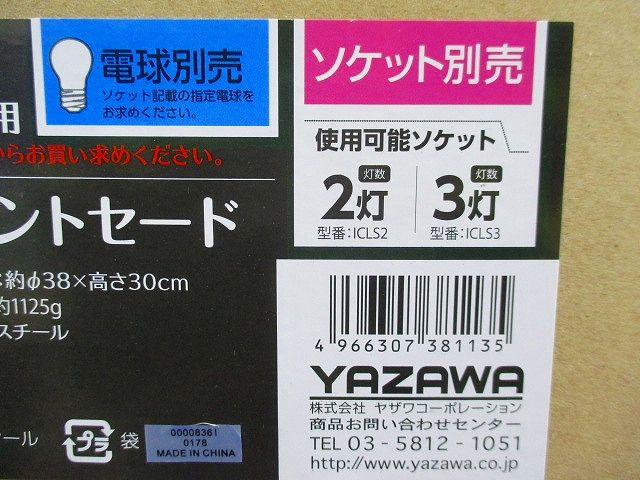 電球別売
ソケット記載の指定電球を
お求めください。
ソケット別売
用
からお買い求めください。
使用可能ソケット
灯数
2灯
型番:ICLS2
灯数
3灯
型番:ICLS3
ントセード
約φ38×高さ30cm
約1125g
スチール
4 966307 381135
YAZAWA
株式会社 ヤザワコーポレーション
商品お問い合わせセンター
TEL 03-5812-1051
http://www.yazawa.co.jp
ール
プラ
袋
00008361
0178
MADE IN CHINA